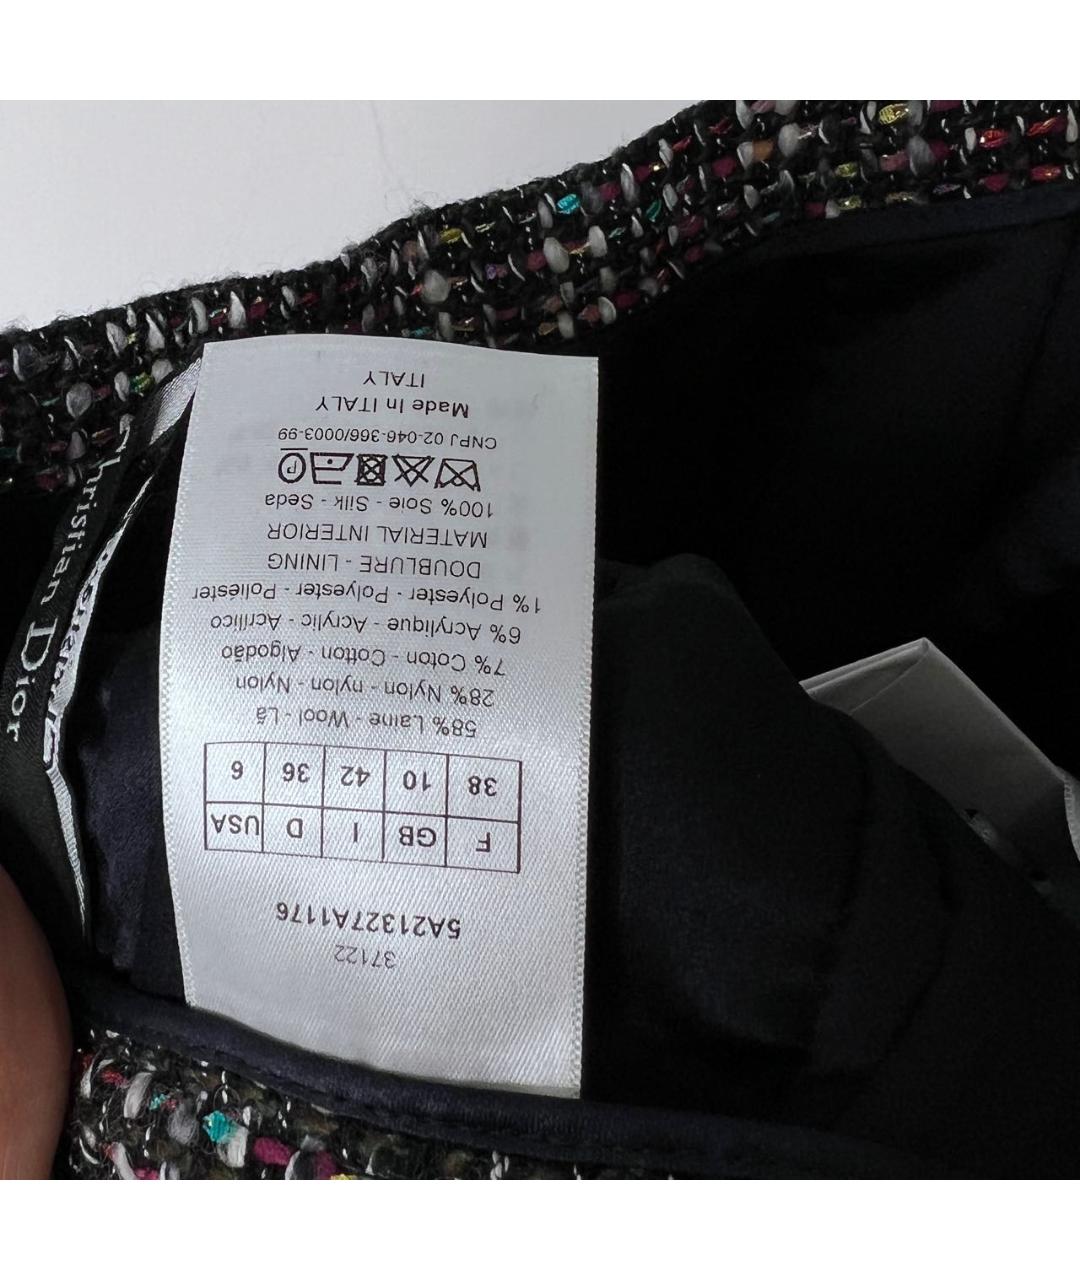 Christian Dior
37122
5A21327A1176
F GB I D USA
38 10 42 36 6
58% Laine - Wool - Lã
28% Nylon - nylon - Nylon
7% Coton - Cotton - Algodão
6% Acrylique - Acrylic - Acrílico
1% Polyester - Polyester - Poliéster
DOUBLURE - LINING
MATERIAL INTERIOR
100% Soie - Silk - Seda
P
CNPJ 02-046-366/0003-99
Made In ITALY
ITALY